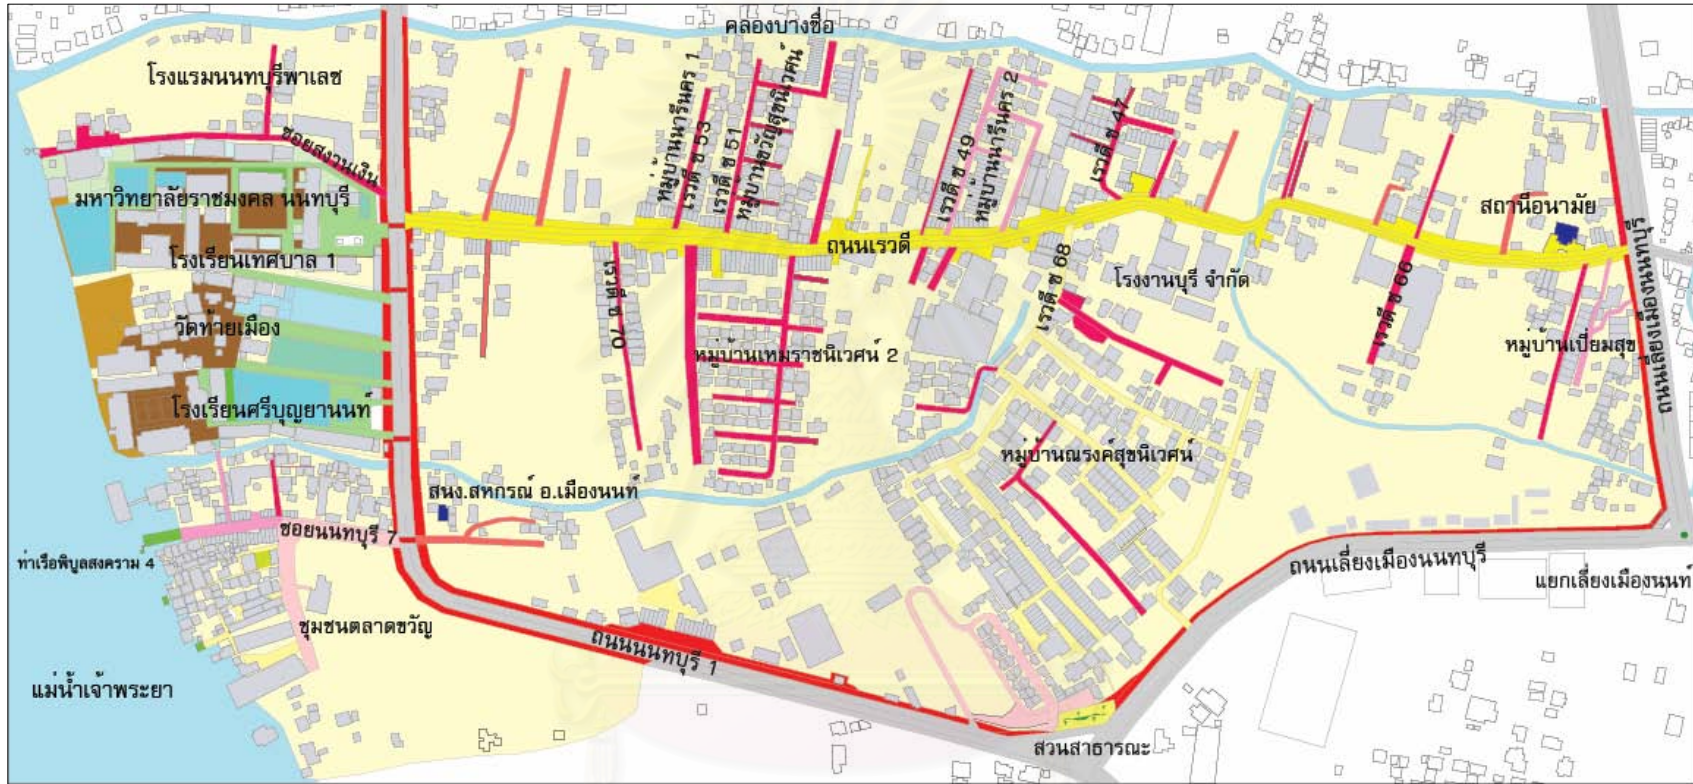 คลองบางซื่อ
โรงแรมนนทบุรีพาเลซ
ซอยสงวนเงิน
มหาวิทยาลัยราชมงคล นนทบุรี
โรงเรียนเทศบาล 1
วัดท้ายเมือง
โรงเรียนศรีบุญยานนท์
หมู่บ้านนารีนคร 1
เรวดี ซ 53
เรวดี ซ 51
หมู่บ้านขวัญสุขนิเวศน์
เรวดี ซ 49
หมู่บ้านนารีนคร 2
เรวดี ซ 47
สถานีอนามัย
ถนนเรวดี
เรวดี ซ 70
เรวดี ซ 68
โรงงานบุรี จำกัด
เรวดี ซ 66
หมู่บ้านเปี่ยมสุข
ถนนเลี่ยงเมืองนนทบุรี
หมู่บ้านเหมราชนิเวศน์ 2
หมู่บ้านณรงค์สุขนิเวศน์
สนง.สหกรณ์ อ.เมืองนนท์
ซอยนนทบุรี 7
ท่าเรือพิบูลสงคราม 4
ถนนเลี่ยงเมืองนนทบุรี
แยกเลี่ยงเมืองนนท์
ชุมชนตลาดขวัญ
ถนนนนทบุรี 1
แม่น้ำเจ้าพระยา
สวนสาธารณะ